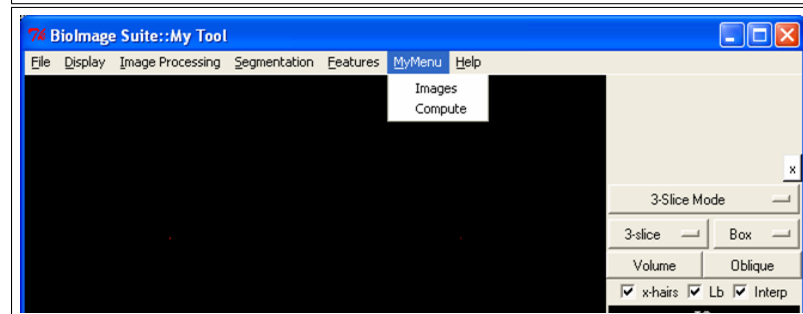 BioImage Suite::My Tool
File Display Image Processing Segmentation Features MyMenu Help
Images
Compute
x
3-Slice Mode
3-slice Box
Volume Oblique
x-hairs Lb Interp